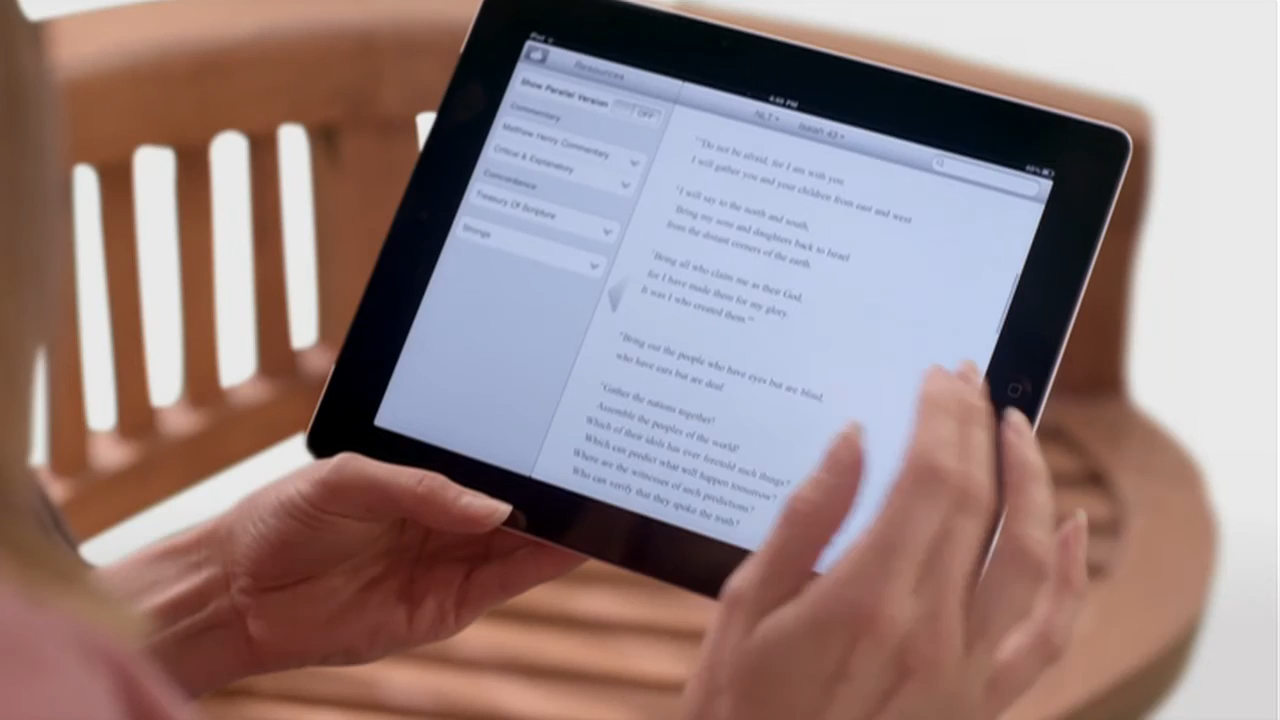 iPad
Resources
4:55 PM
NLT
Isaiah 43
Show Parallel Version
OFF
Commentary
Matthew Henry Commentary
Critical & Explanatory
Concordance
Treasury Of Scripture
Strongs
"'Do not be afraid, for I am with you.
I will gather you and your children from east and west
'I will say to the north and south,
Bring my sons and daughters back to Israel
from the distant corners of the earth.
'Bring all who claim me as their God,
for I have made them for my glory.
It was I who created them.'"
'Bring out the people who have eyes but are blind,
who have ears but are deaf
'Gather the nations together!
Assemble the peoples of the world!
Which of their idols has ever foretold such things?
Which can predict what will happen tomorrow?
Where are the witnesses of such predictions?
Who can verify that they spoke the truth?